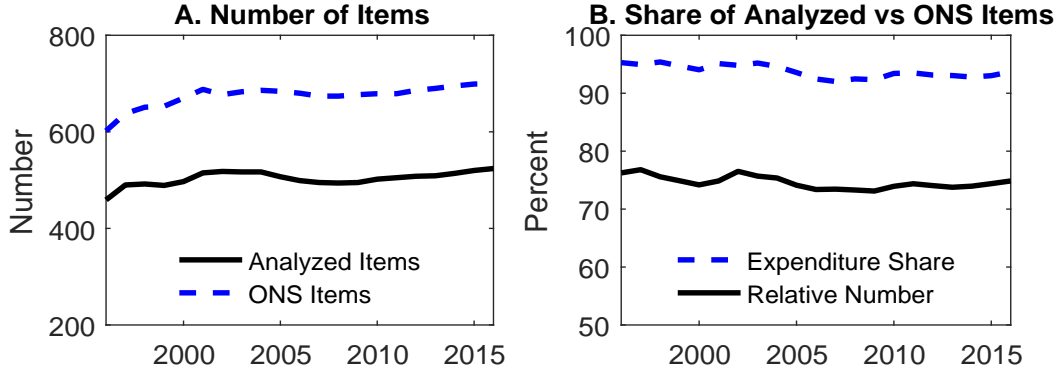 A. Number of Items
800
600
400
200
Number
2000
2005
2010
2015
Analyzed Items
ONS Items
B. Share of Analyzed vs ONS Items
100
90
80
70
60
50
Percent
2000
2005
2010
2015
Expenditure Share
Relative Number